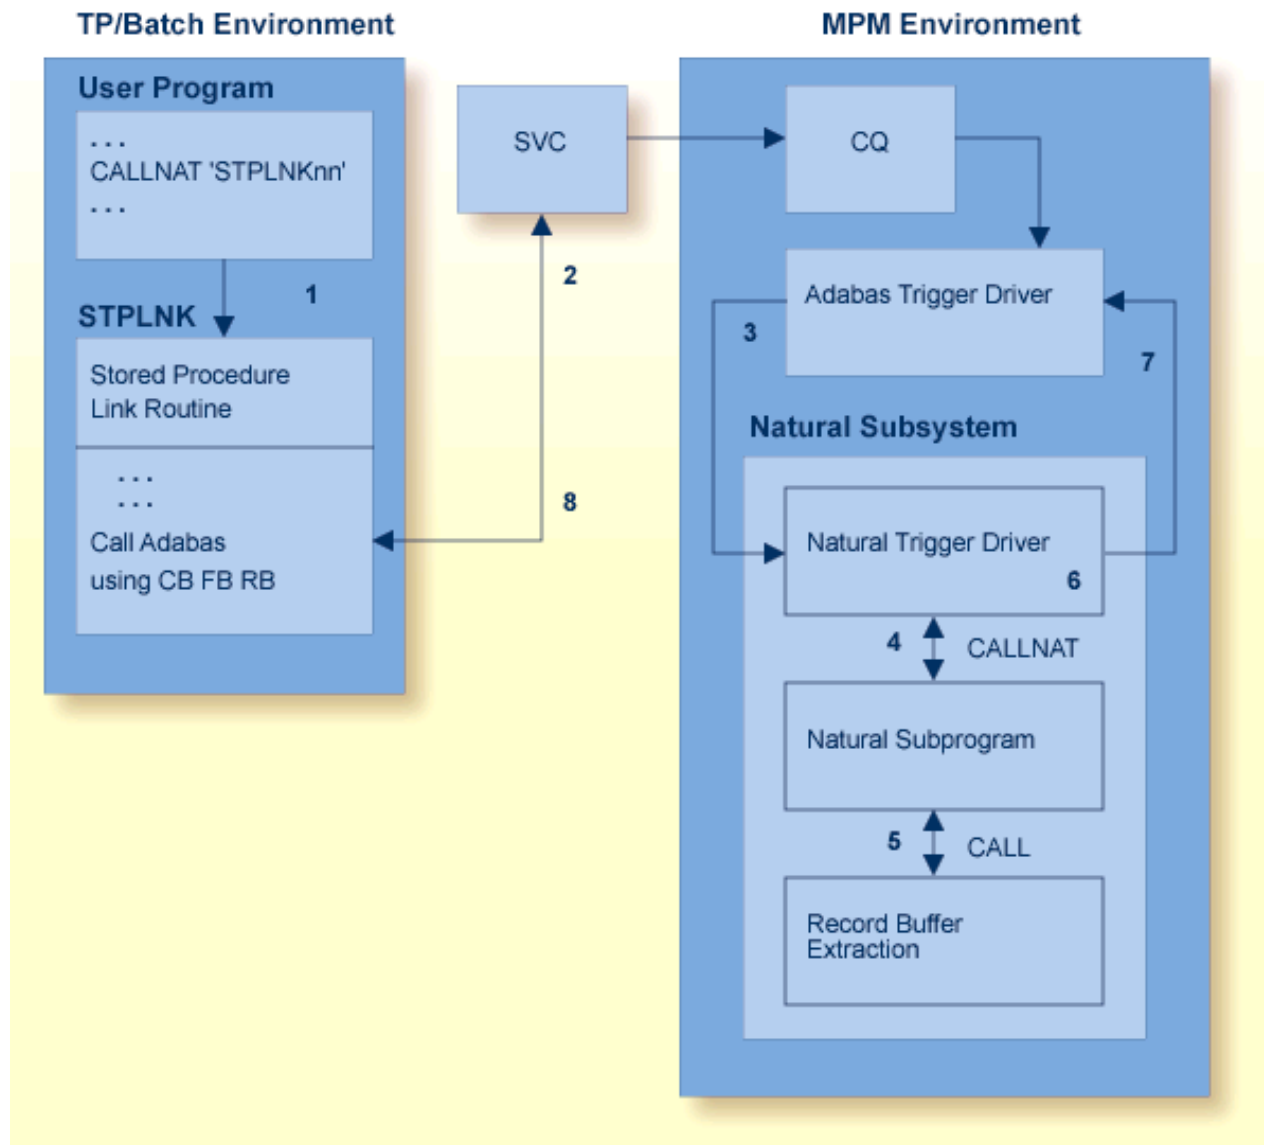 TP/Batch Environment
MPM Environment
User Program
. . .
CALLNAT 'STPLNKnn'
. . .
1
STPLNK
Stored Procedure
Link Routine
. . .
. . .
Call Adabas
using CB FB RB
SVC
2
8
CQ
Adabas Trigger Driver
3
7
Natural Subsystem
Natural Trigger Driver
6
4
CALLNAT
Natural Subprogram
5
CALL
Record Buffer
Extraction